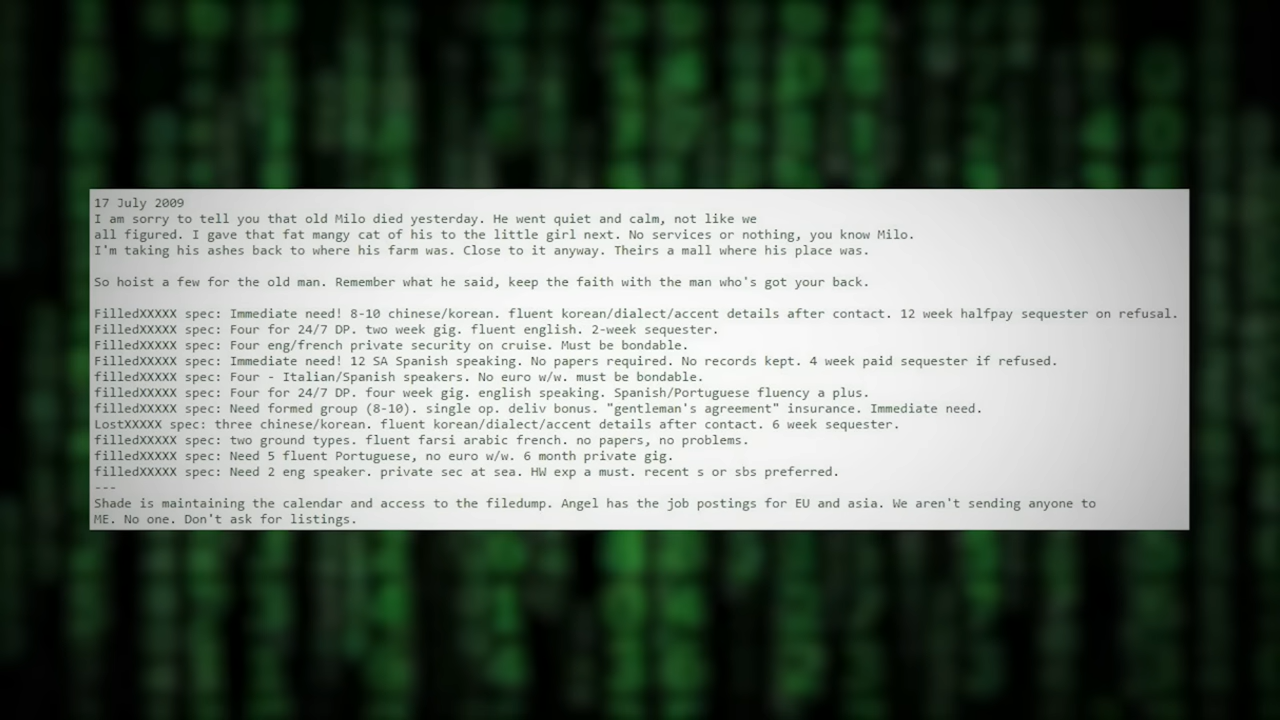 17 July 2009
I am sorry to tell you that old Milo died yesterday. He went quiet and calm, not like we
all figured. I gave that fat mangy cat of his to the little girl next. No services or nothing, you know Milo.
I'm taking his ashes back to where his farm was. Close to it anyway. Theirs a mall where his place was.
So hoist a few for the old man. Remember what he said, keep the faith with the man who's got your back.
FilledXXXXX spec: Immediate need! 8-10 chinese/korean. fluent korean/dialect/accent details after contact. 12 week halfpay sequester on refusal.
FilledXXXXX spec: Four for 24/7 DP. two week gig. fluent english. 2-week sequester.
FilledXXXXX spec: Four eng/french private security on cruise. Must be bondable.
filledXXXXX spec: Immediate need! 12 SA Spanish speaking. No papers required. No records kept. 4 week paid sequester if refused.
filledXXXXX spec: Four - Italian/Spanish speakers. No euro w/w. must be bondable.
filledXXXXX spec: Four for 24/7 DP. four week gig. english speaking. Spanish/Portuguese fluency a plus.
filledXXXXX spec: Need formed group (8-10). single op. deliv bonus. "gentleman's agreement" insurance. Immediate need.
LostXXXXX spec: three chinese/korean. fluent korean/dialect/accent details after contact. 6 week sequester.
filledXXXXX spec: two ground types. fluent farsi arabic french. no papers, no problems.
filledXXXXX spec: Need 5 fluent Portuguese, no euro w/w. 6 month private gig.
filledXXXXX spec: Need 2 eng speaker. private sec at sea. HW exp a must. recent s or sbs preferred.
---
Shade is maintaining the calendar and access to the filedump. Angel has the job postings for EU and asia. We aren't sending anyone to
ME. No one. Don't ask for listings.